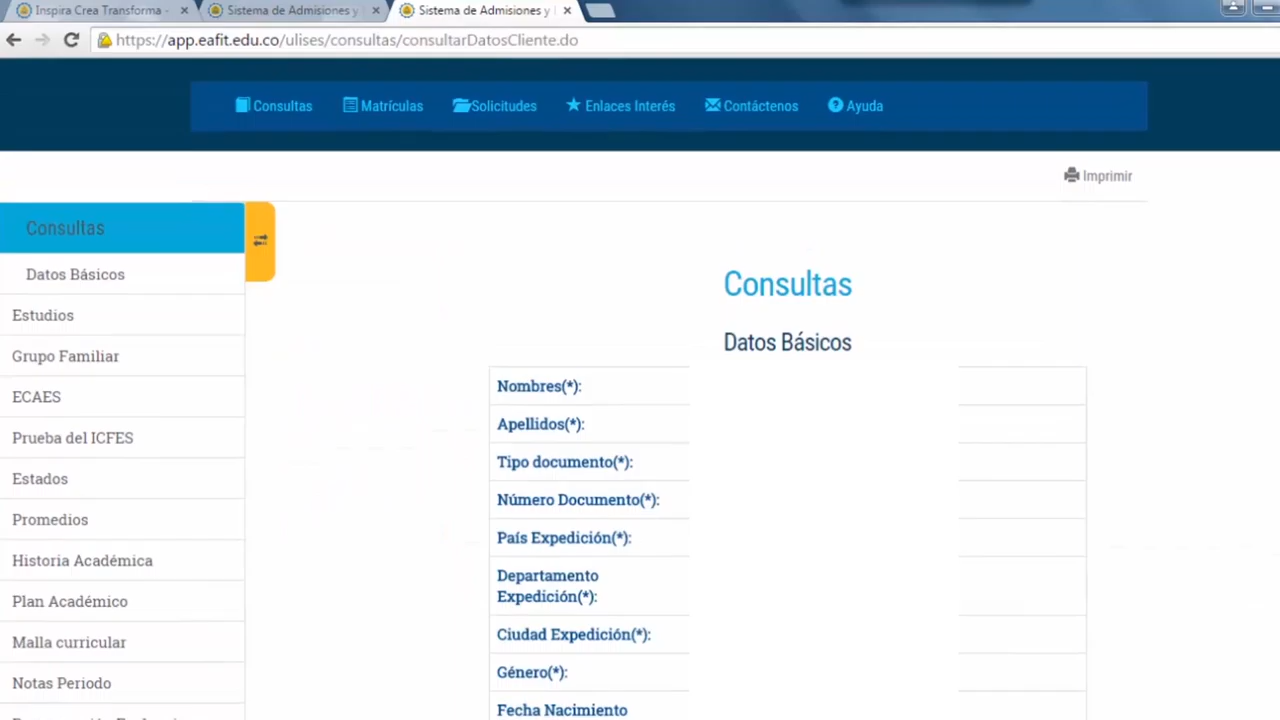 Inspira Crea Transforma -
Sistema de Admisiones y
Sistema de Admisiones y
https://app.eafit.edu.co/ulises/consultas/consultarDatosCliente.do
Consultas
Matrículas
Solicitudes
Enlaces Interés
Contáctenos
Ayuda
Imprimir
Consultas
Datos Básicos
Estudios
Grupo Familiar
ECAES
Prueba del ICFES
Estados
Promedios
Historia Académica
Plan Académico
Malla curricular
Notas Periodo
Consultas
Datos Básicos
Nombres(*):
Apellidos(*):
Tipo documento(*):
Número Documento(*):
País Expedición(*):
Departamento
Expedición(*):
Ciudad Expedición(*):
Género(*):
Fecha Nacimiento